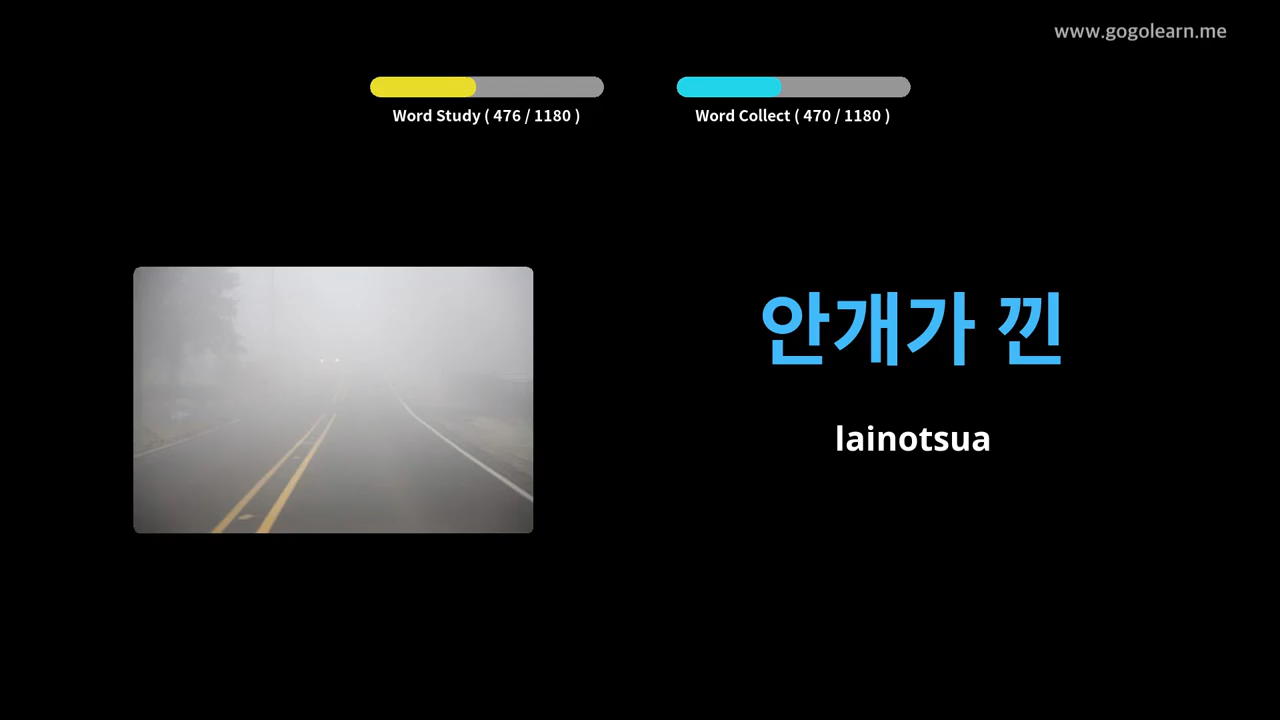 www.gogolearn.me
Word Study ( 476 / 1180 )
Word Collect ( 470 / 1180 )
안개가 낀
lainotsua